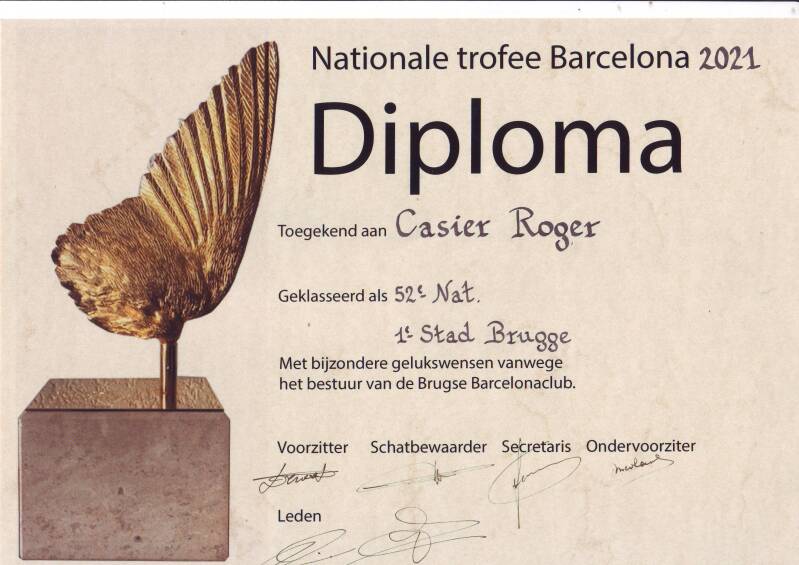 Nationale trofee Barcelona 2021
Diploma
Toegekend aan Casier Roger
Geklasseerd als 52e Nat.
1e Stad Brugge
Met bijzondere gelukswensen vanwege
het bestuur van de Brugse Barcelonaclub.
Voorzitter Schatbewaarder Secretaris Ondervoorziter
Leden